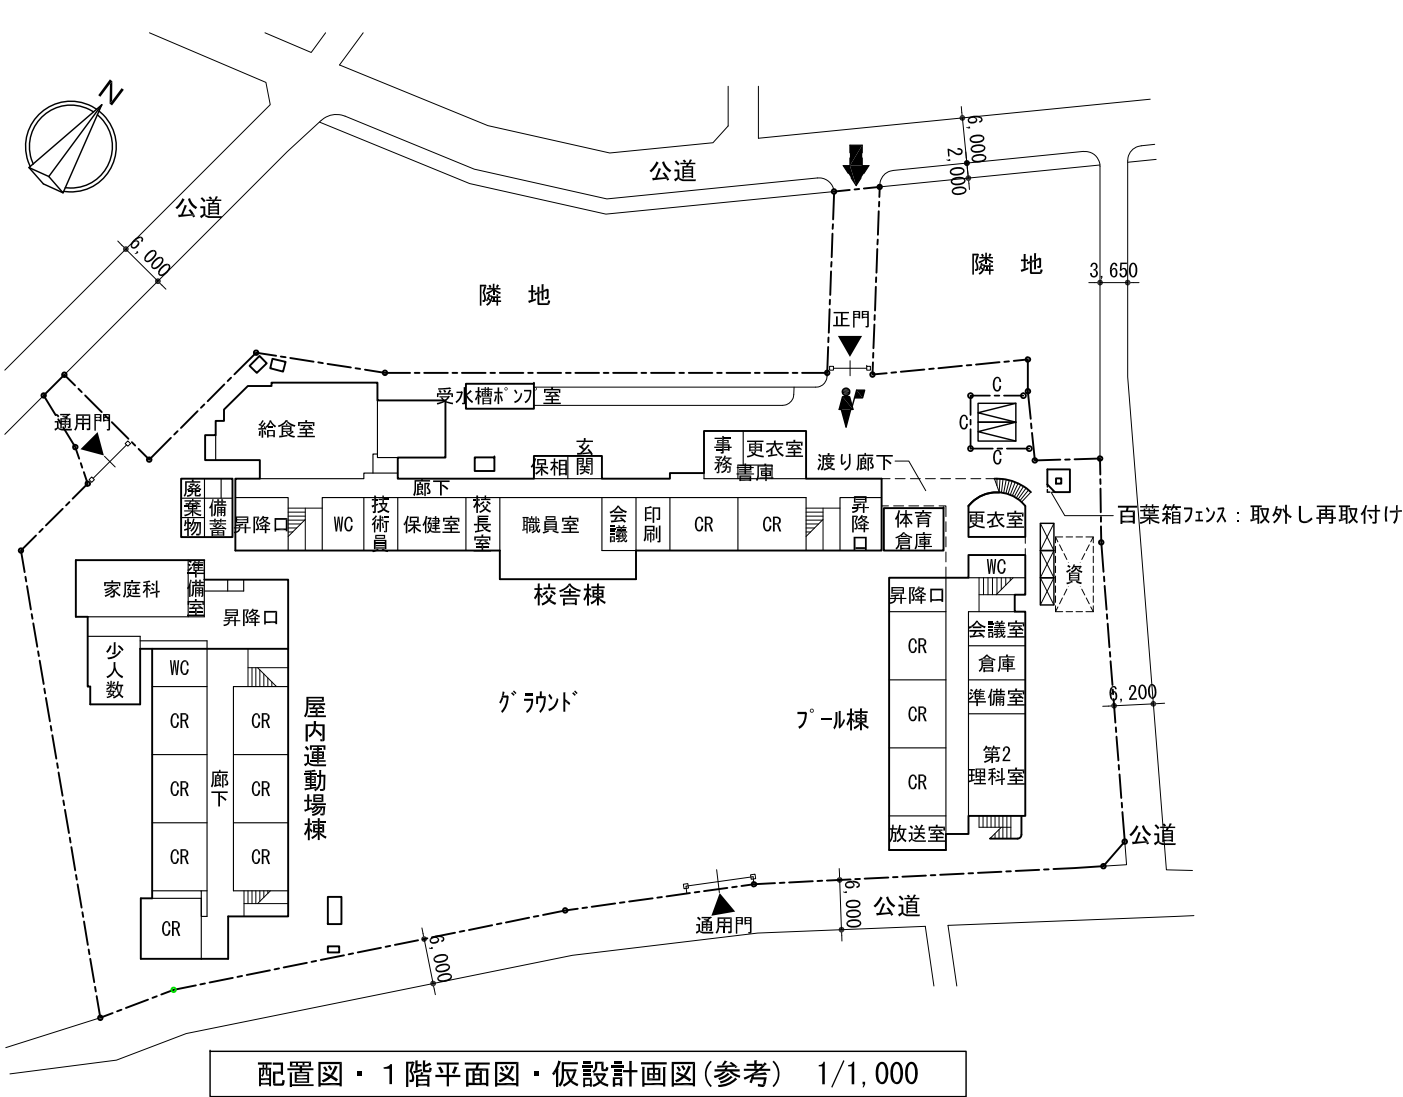 N
公道
6,000
公道
6,000
2,000
隣　地
隣　地
3,650
正門
通用門
受水槽ﾎﾟﾝﾌﾟ室
給食室
C
C
C
玄関
保相
事務
更衣室
書庫
渡り廊下
廃棄物
備蓄
昇降口
廊下
WC
技術員
保健室
校長室
職員室
会議
印刷
CR
CR
昇降口
体育倉庫
更衣室
百葉箱ﾌｪﾝｽ：取外し再取付け
資
家庭科
準備室
昇降口
校舎棟
昇降口
WC
少人数
WC
CR
会議室
倉庫
準備室
6,200
CR
CR
屋内運動場棟
ｸﾞﾗｳﾝﾄﾞ
ﾌﾟｰﾙ棟
CR
第2
理科室
CR
廊下
CR
CR
CR
CR
放送室
公道
CR
通用門
6,000
公道
6,000
配置図・１階平面図・仮設計画図(参考)　1/1,000